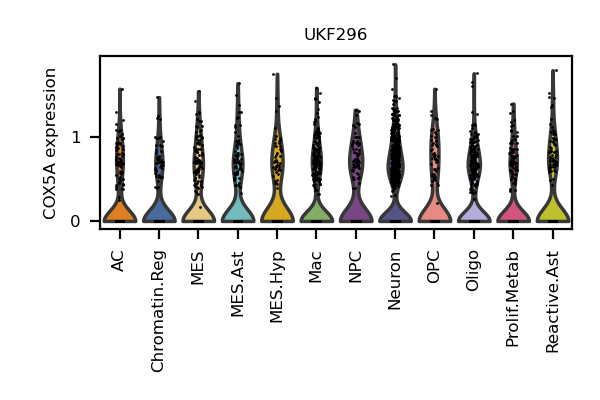 UKF296
COX5A expression
1
0
AC
Chromatin.Reg
MES
MES.Ast
MES.Hyp
Mac
NPC
Neuron
OPC
Oligo
Prolif.Metab
Reactive.Ast